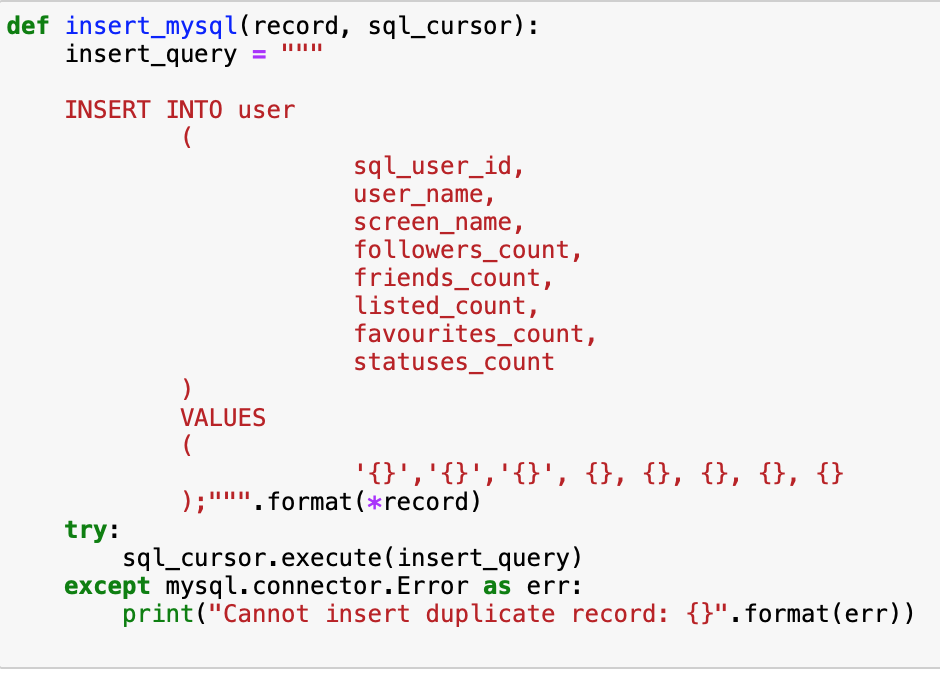 def insert_mysql(record, sql_cursor):
    insert_query = """
    INSERT INTO user
            (
                        sql_user_id,
                        user_name,
                        screen_name,
                        followers_count,
                        friends_count,
                        listed_count,
                        favourites_count,
                        statuses_count
            )
            VALUES
            (
                        '{}','{}','{}', {}, {}, {}, {}, {}
            );""".format(*record)
    try:
        sql_cursor.execute(insert_query)
    except mysql.connector.Error as err:
        print("Cannot insert duplicate record: {}".format(err))